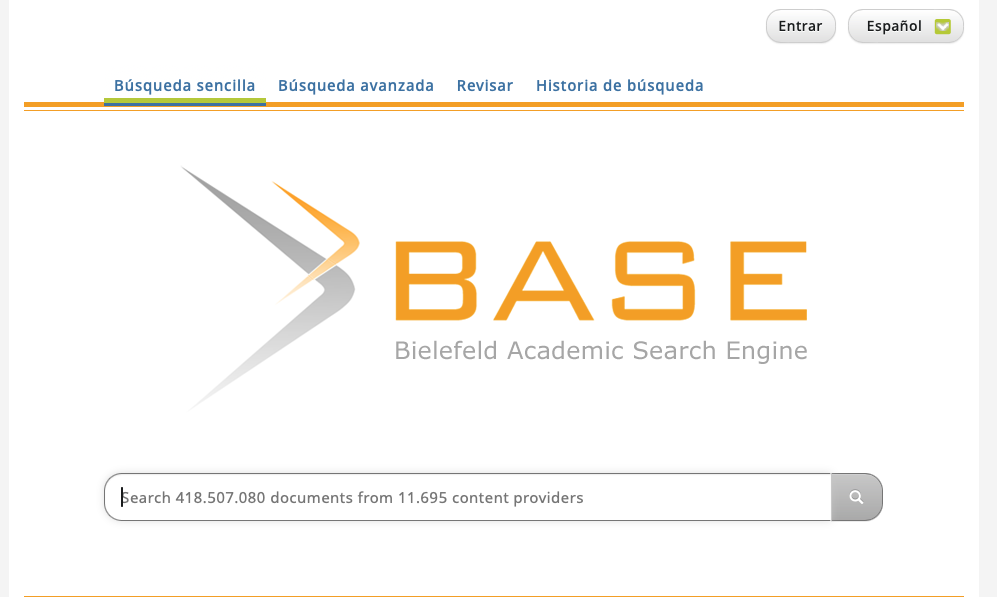 Entrar Español
Búsqueda sencilla Búsqueda avanzada Revisar Historia de búsqueda
BASE
Bielefeld Academic Search Engine
Search 418.507.080 documents from 11.695 content providers